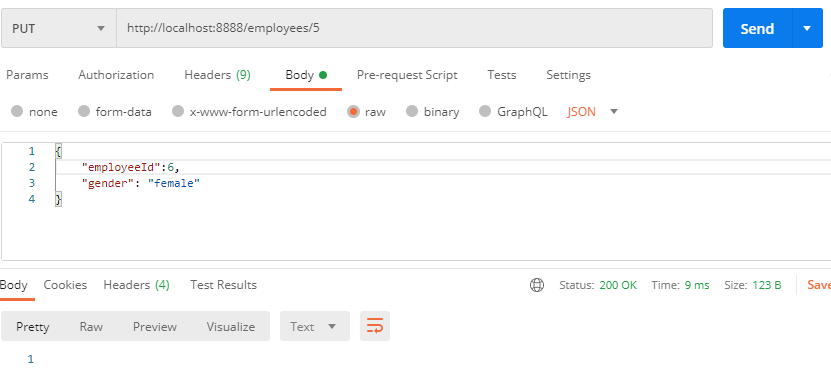 PUT http://localhost:8888/employees/5 Send
Params Authorization Headers (9) Body Pre-request Script Tests Settings
none form-data x-www-form-urlencoded raw binary GraphQL JSON
1 {
2 "employeeId":6,
3 "gender": "female"
4 }
Body Cookies Headers (4) Test Results Status: 200 OK Time: 9 ms Size: 123 B Save
Pretty Raw Preview Visualize Text
1